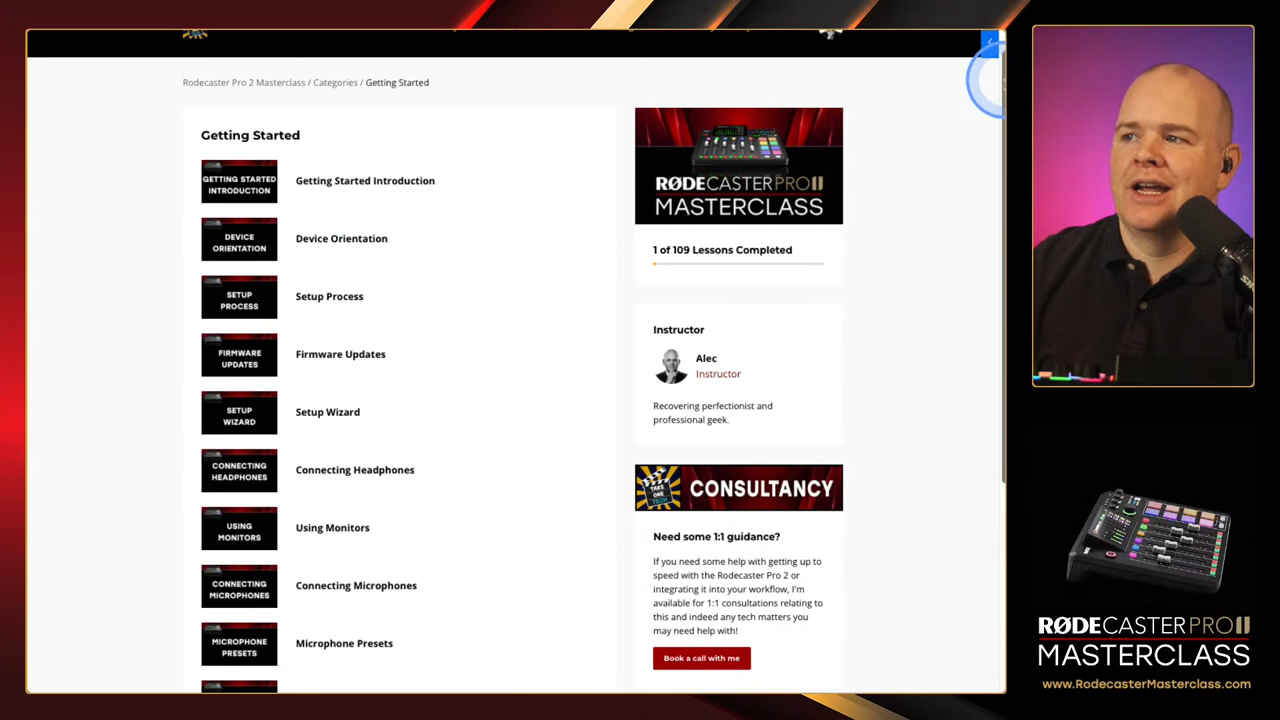 Rodecaster Pro 2 Masterclass / Categories / Getting Started
Getting Started
GETTING STARTED
INTRODUCTION
Getting Started Introduction
DEVICE
ORIENTATION
Device Orientation
SETUP
PROCESS
Setup Process
FIRMWARE
UPDATES
Firmware Updates
SETUP
WIZARD
Setup Wizard
CONNECTING
HEADPHONES
Connecting Headphones
USING
MONITORS
Using Monitors
CONNECTING
MICROPHONES
Connecting Microphones
MICROPHONE
PRESETS
Microphone Presets
RØDECASTER PRO II
MASTERCLASS
1 of 109 Lessons Completed
Instructor
Alec
Instructor
Recovering perfectionist and
professional geek.
TAKE
ONE
TECH
CONSULTANCY
Need some 1:1 guidance?
If you need some help with getting up to
speed with the Rodecaster Pro 2 or
integrating it into your workflow, I'm
available for 1:1 consultations relating to
this and indeed any tech matters you
may need help with!
Book a call with me
SH
RØDECASTER PRO II
MASTERCLASS
www.RodecasterMasterclass.com